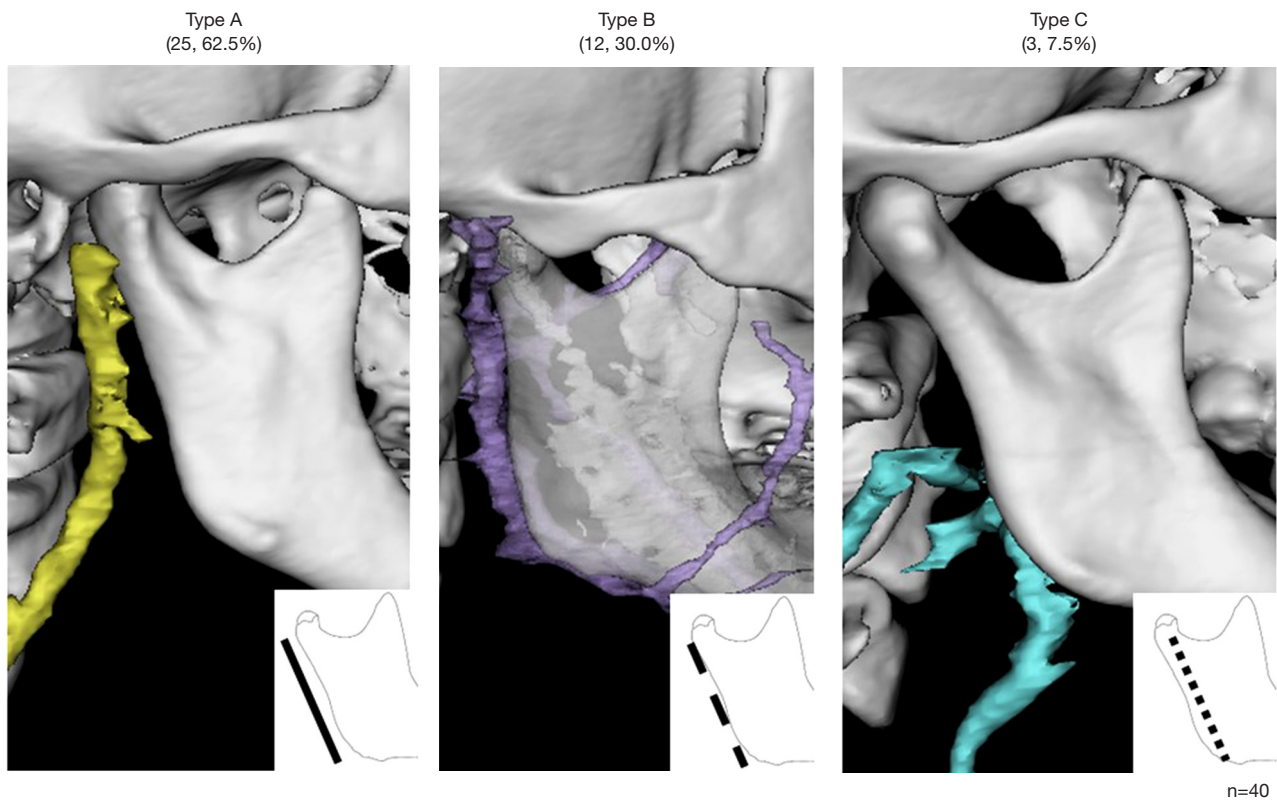 Type A
(25, 62.5%)
Type B
(12, 30.0%)
Type C
(3, 7.5%)
n=40